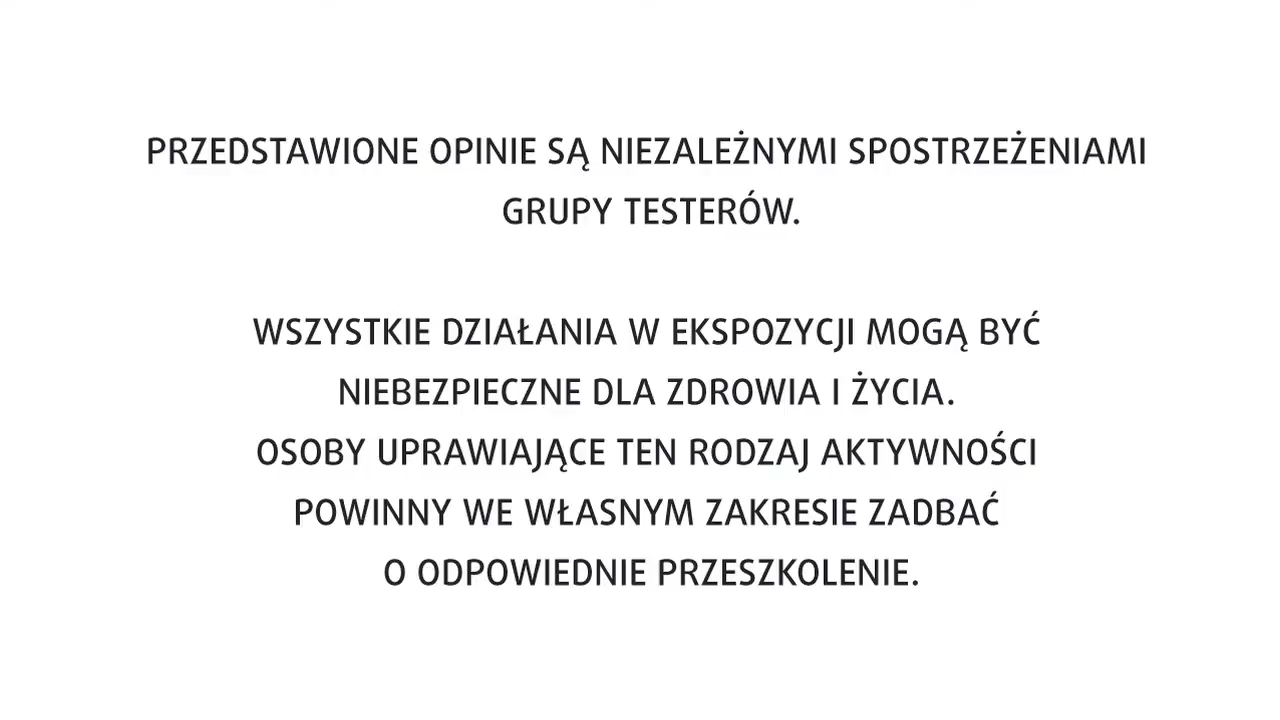 PRZEDSTAWIONE OPINIE SĄ NIEZALEŻNYMI SPOSTRZEŻENIAMI
GRUPY TESTERÓW.
WSZYSTKIE DZIAŁANIA W EKSPOZYCJI MOGĄ BYĆ
NIEBEZPIECZNE DLA ZDROWIA I ŻYCIA.
OSOBY UPRAWIAJĄCE TEN RODZAJ AKTYWNOŚCI
POWINNY WE WŁASNYM ZAKRESIE ZADBAĆ
O ODPOWIEDNIE PRZESZKOLENIE.